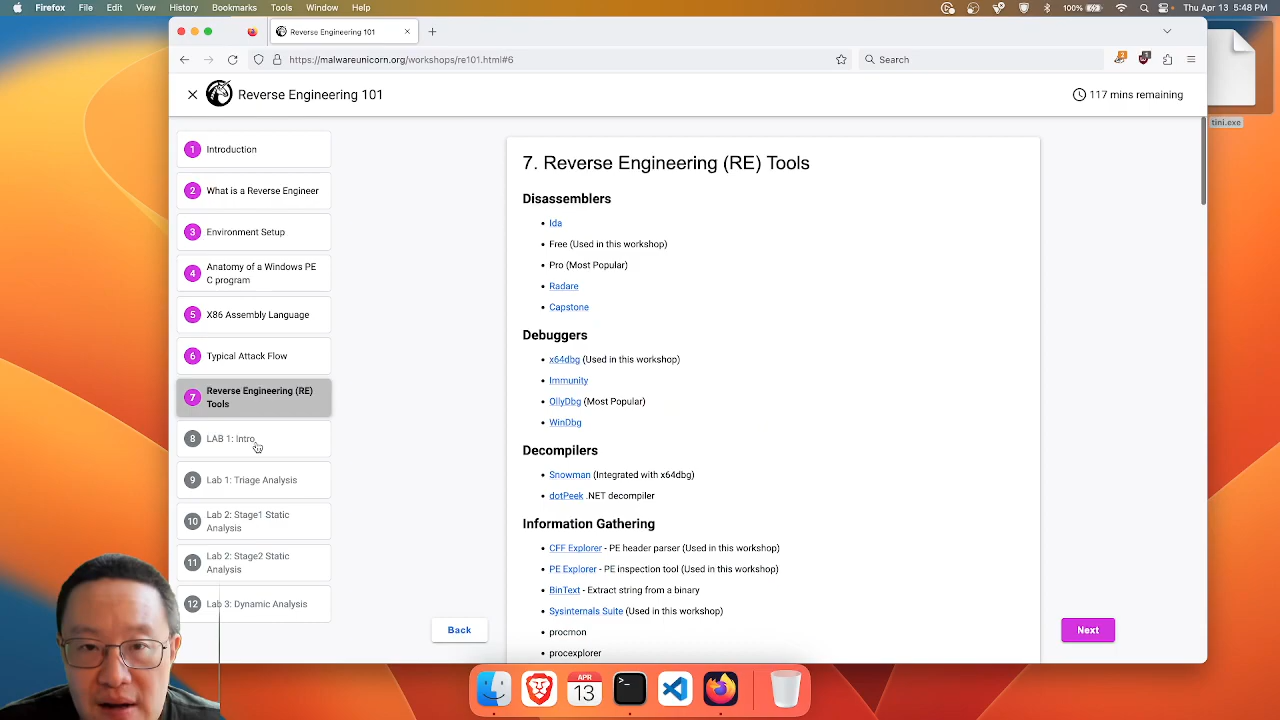 Firefox File Edit View History Bookmarks Tools Window Help
100% Thu Apr 13 5:48 PM
Reverse Engineering 101
https://malwareunicorn.org/workshops/re101.html#6
Search
Reverse Engineering 101
117 mins remaining
tini.exe
1 Introduction
2 What is a Reverse Engineer
3 Environment Setup
4 Anatomy of a Windows PE
C program
5 X86 Assembly Language
6 Typical Attack Flow
7 Reverse Engineering (RE)
Tools
8 LAB 1: Intro
9 Lab 1: Triage Analysis
10 Lab 2: Stage1 Static
Analysis
11 Lab 2: Stage2 Static
Analysis
12 Lab 3: Dynamic Analysis
7. Reverse Engineering (RE) Tools
Disassemblers
• Ida
• Free (Used in this workshop)
• Pro (Most Popular)
• Radare
• Capstone
Debuggers
• x64dbg (Used in this workshop)
• Immunity
• OllyDbg (Most Popular)
• WinDbg
Decompilers
• Snowman (Integrated with x64dbg)
• dotPeek .NET decompiler
Information Gathering
• CFF Explorer - PE header parser (Used in this workshop)
• PE Explorer - PE inspection tool (Used in this workshop)
• BinText - Extract string from a binary
• Sysinternals Suite (Used in this workshop)
• procmon
• procexplorer
Back
Next
APR
13